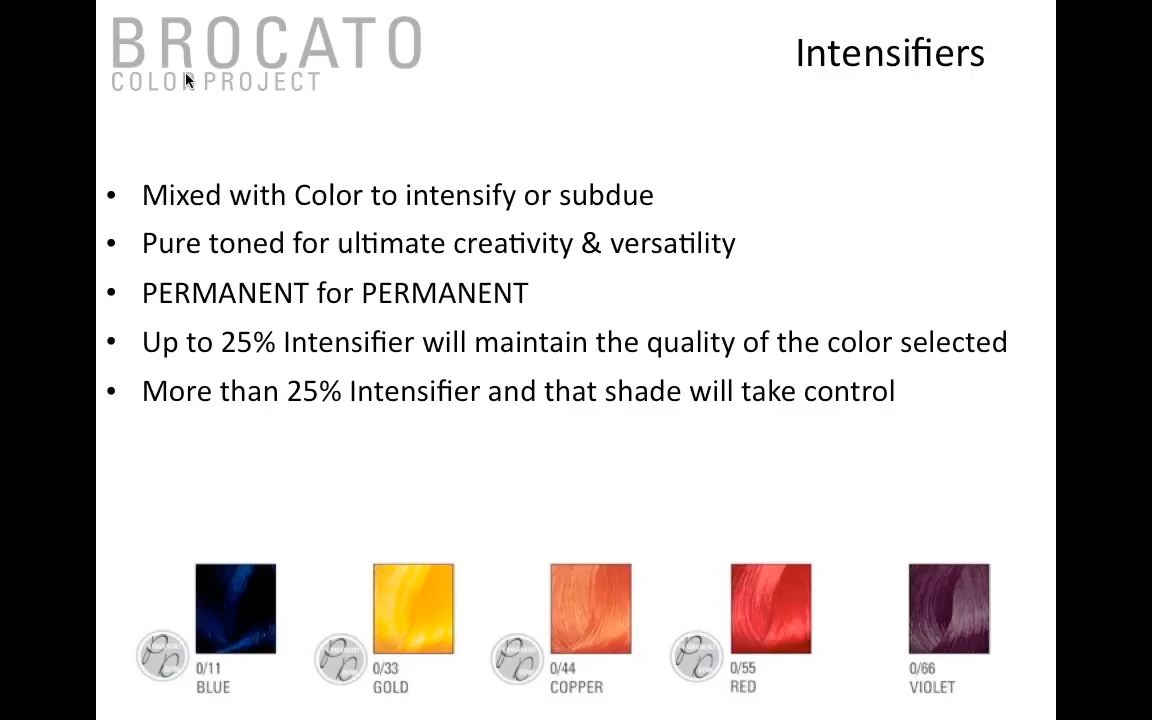 BROCATO
COLOR PROJECT
Intensifiers
• Mixed with Color to intensify or subdue
• Pure toned for ultimate creativity & versatility
• PERMANENT for PERMANENT
• Up to 25% Intensifier will maintain the quality of the color selected
• More than 25% Intensifier and that shade will take control
0/11
BLUE
0/33
GOLD
0/44
COPPER
0/55
RED
0/66
VIOLET